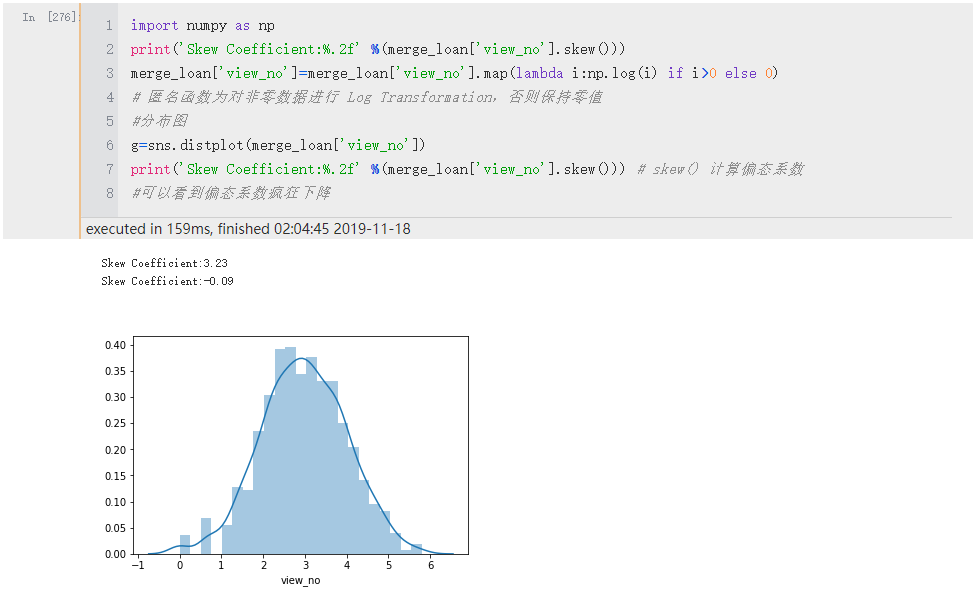 In [276]:
1 import numpy as np
2 print('Skew Coefficient:%.2f' %(merge_loan['view_no'].skew()))
3 merge_loan['view_no']=merge_loan['view_no'].map(lambda i:np.log(i) if i>0 else 0)
4 # 匿名函数为对非零数据进行 Log Transformation，否则保持零值
5 #分布图
6 g=sns.distplot(merge_loan['view_no'])
7 print('Skew Coefficient:%.2f' %(merge_loan['view_no'].skew())) # skew() 计算偏态系数
8 #可以看到偏态系数疯狂下降
executed in 159ms, finished 02:04:45 2019-11-18
Skew Coefficient:3.23
Skew Coefficient:-0.09
0.40
0.35
0.30
0.25
0.20
0.15
0.10
0.05
0.00
−1 0 1 2 3 4 5 6
view_no